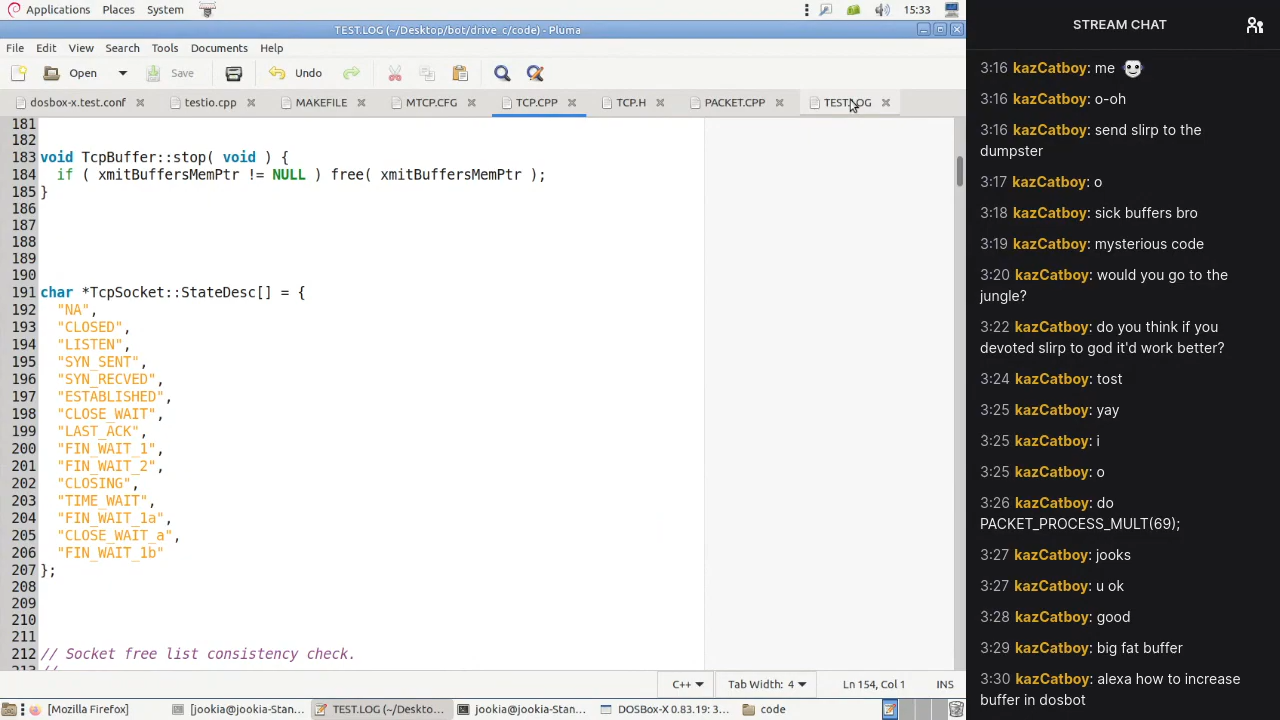 Applications Places System 15:33
TEST.LOG (~/Desktop/bot/drive_c/code) - Pluma
File Edit View Search Tools Documents Help
Open Save Undo
dosbox-x.test.conf testio.cpp MAKEFILE MTCP.CFG TCP.CPP TCP.H PACKET.CPP TEST.LOG
181
182
183 void TcpBuffer::stop( void ) {
184 if ( xmitBuffersMemPtr != NULL ) free( xmitBuffersMemPtr );
185 }
186
187
188
189
190
191 char *TcpSocket::StateDesc[] = {
192 "NA",
193 "CLOSED",
194 "LISTEN",
195 "SYN_SENT",
196 "SYN_RECVED",
197 "ESTABLISHED",
198 "CLOSE_WAIT",
199 "LAST_ACK",
200 "FIN_WAIT_1",
201 "FIN_WAIT_2",
202 "CLOSING",
203 "TIME_WAIT",
204 "FIN_WAIT_1a",
205 "CLOSE_WAIT_a",
206 "FIN_WAIT_1b"
207 };
208
209
210
211
212 // Socket free list consistency check.
213 //
C++ Tab Width: 4 Ln 154, Col 1 INS
[Mozilla Firefox] [jookia@jookia-Stan... TEST.LOG (~/Deskto... jookia@jookia-Stan... DOSBox-X 0.83.19: 3... code
STREAM CHAT
3:16 kazCatboy: me
3:16 kazCatboy: o-oh
3:16 kazCatboy: send slirp to the
dumpster
3:17 kazCatboy: o
3:18 kazCatboy: sick buffers bro
3:19 kazCatboy: mysterious code
3:20 kazCatboy: would you go to the
jungle?
3:22 kazCatboy: do you think if you
devoted slirp to god it'd work better?
3:24 kazCatboy: tost
3:25 kazCatboy: yay
3:25 kazCatboy: i
3:25 kazCatboy: o
3:26 kazCatboy: do
PACKET_PROCESS_MULT(69);
3:27 kazCatboy: jooks
3:27 kazCatboy: u ok
3:28 kazCatboy: good
3:29 kazCatboy: big fat buffer
3:30 kazCatboy: alexa how to increase
buffer in dosbot